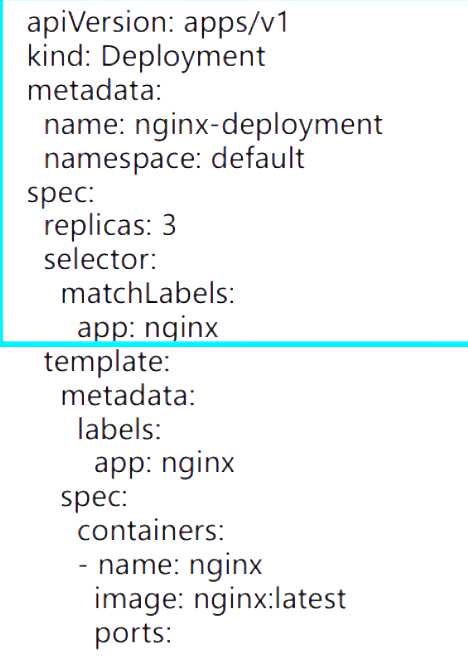 apiVersion: apps/v1
kind: Deployment
metadata:
  name: nginx-deployment
  namespace: default
spec:
  replicas: 3
  selector:
    matchLabels:
      app: nginx
  template:
    metadata:
      labels:
        app: nginx
    spec:
      containers:
      - name: nginx
        image: nginx:latest
        ports: